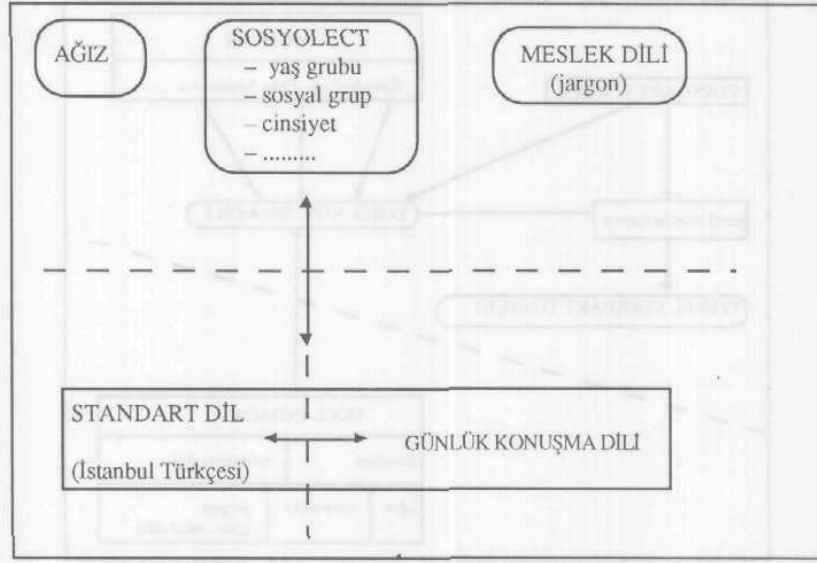 AĞIZ
SOSYOLECT
– yaş grubu
– sosyal grup
– cinsiyet
– .........
MESLEK DİLİ
(jargon)
STANDART DİL
(İstanbul Türkçesi)
GÜNLÜK KONUŞMA DİLİ